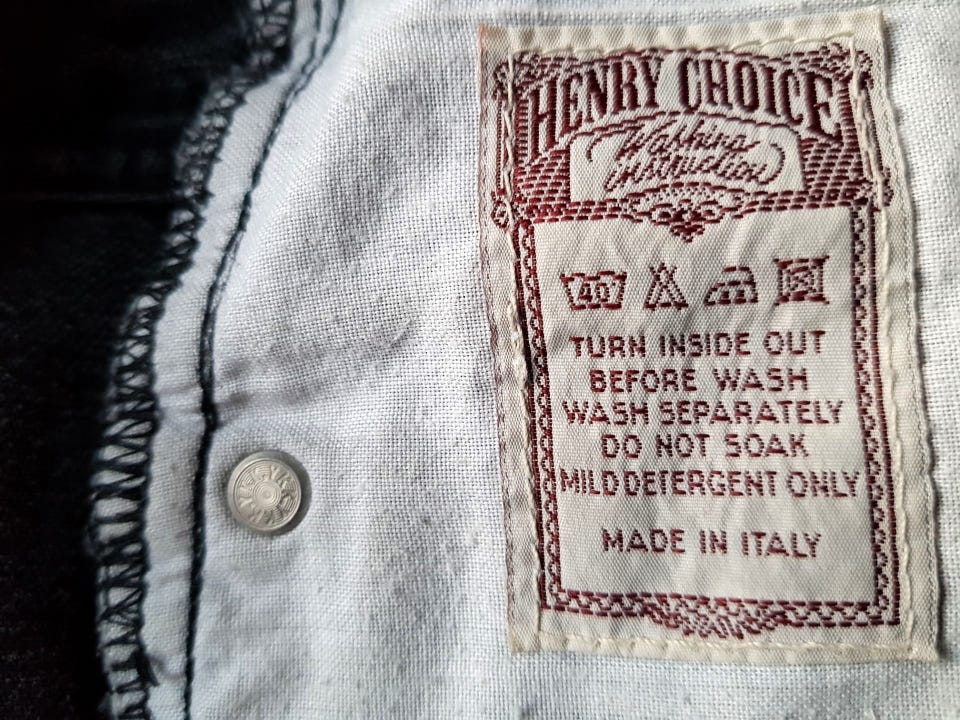 HENRY CHOICE
Washing
instruction
40
TURN INSIDE OUT
BEFORE WASH
WASH SEPARATELY
DO NOT SOAK
MILD DETERGENT ONLY
MADE IN ITALY